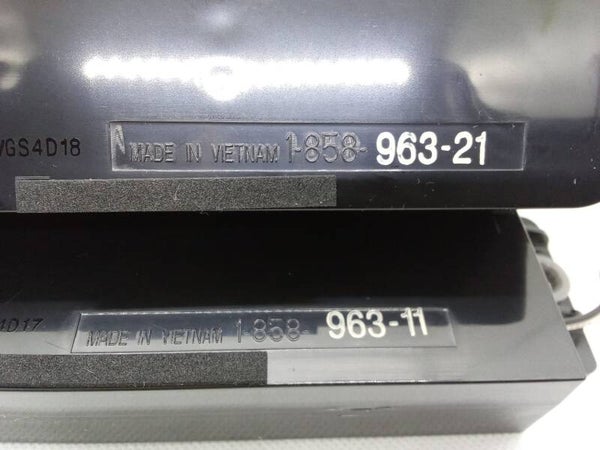 VGS4D18
MADE IN VIETNAM 1-858- 963-21
4D17
MADE IN VIETNAM 1-858- 963-11